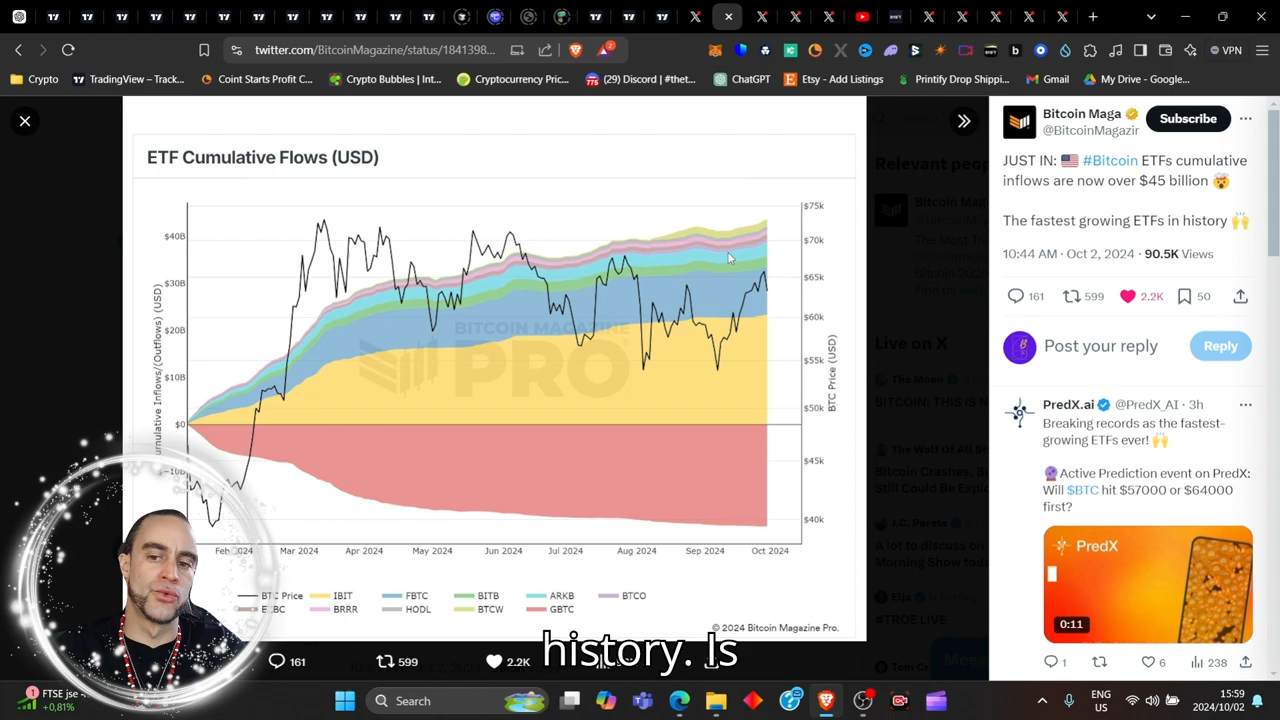 twitter.com/BitcoinMagazine/status/1841398...
VPN
Crypto
TradingView – Track...
Coint Starts Profit C...
Crypto Bubbles | Int...
Cryptocurrency Pric...
(29) Discord | #thet...
ChatGPT
Etsy - Add Listings
Printify Drop Shippi...
Gmail
My Drive - Google...
ETF Cumulative Flows (USD)
$40B
$30B
$20B
$10B
$0
$75k
$70k
$65k
$60k
$55k
$50k
$45k
$40k
BTC Price (USD)
BITCOIN MAGAZINE
PRO
Feb 2024
Mar 2024
Apr 2024
May 2024
Jun 2024
Jul 2024
Aug 2024
Sep 2024
Oct 2024
BTC Price
IBIT
FBTC
BITB
ARKB
BTCO
BRRR
HODL
BTCW
GBTC
© 2024 Bitcoin Magazine Pro.
161
599
2.2K
history. Is
Live on X
Bitcoin Maga
@BitcoinMagazir
Subscribe
JUST IN: 🇺🇸 #Bitcoin ETFs cumulative
inflows are now over $45 billion 🤯
The fastest growing ETFs in history 🙌
10:44 AM · Oct 2, 2024 · 90.5K Views
161
599
2.2K
50
Post your reply
Reply
PredX.ai @PredX_AI · 3h
Breaking records as the fastest-
growing ETFs ever! 🙌
🔮Active Prediction event on PredX:
Will $BTC hit $57000 or $64000
first?
PredX
0:11
1
6
238
FTSE jse
+0,81%
Search
ENG
IS
15:59
2024/10/02